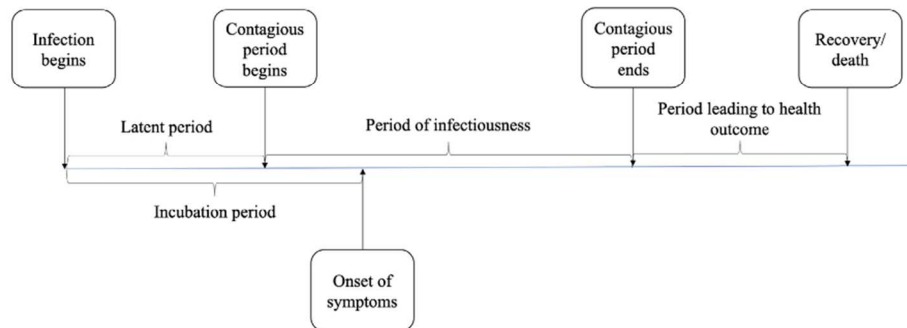 Infection
begins
Contagious
period
begins
Contagious
period
ends
Recovery/
death
Latent period
Period of infectiousness
Period leading to health
outcome
Incubation period
Onset of
symptoms